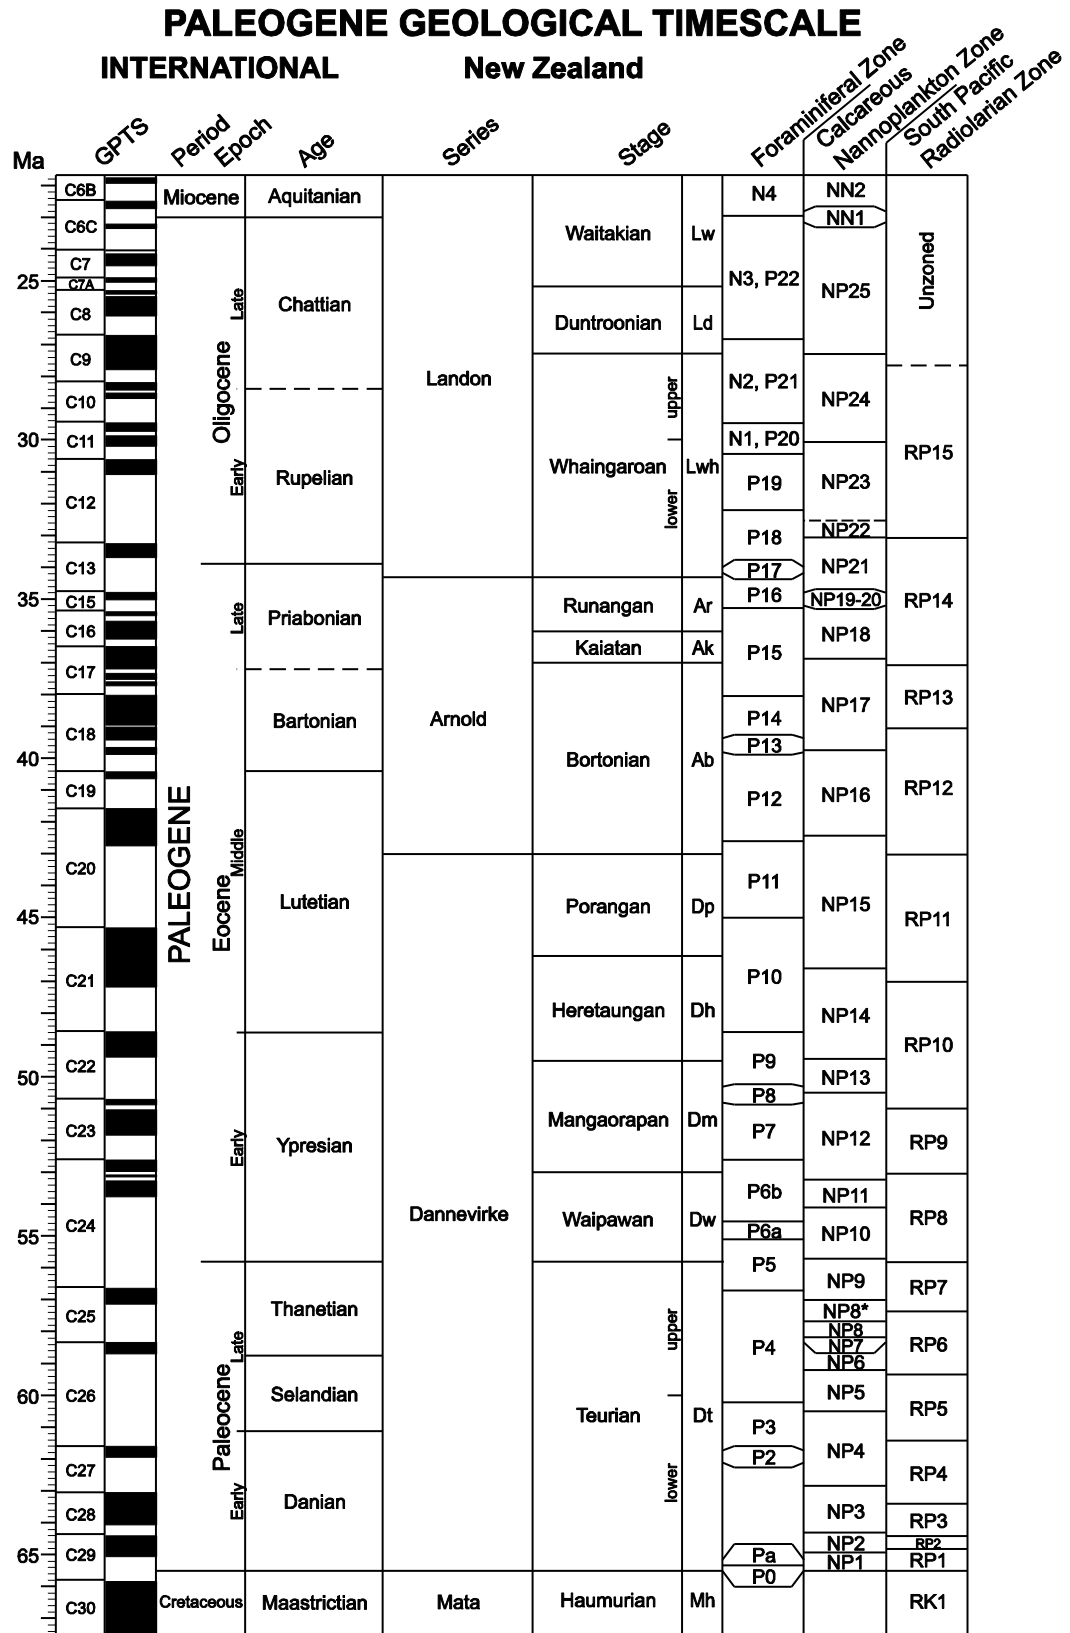 PALEOGENE GEOLOGICAL TIMESCALE
INTERNATIONAL
New Zealand
Ma
GPTS
Period
Epoch
Age
Series
Stage
Foraminiferal Zone
Calcareous
Nannoplankton Zone
South Pacific
Radiolarian Zone
25
30
35
40
45
50
55
60
65
C6B
C6C
C7
C7A
C8
C9
C10
C11
C12
C13
C15
C16
C17
C18
C19
C20
C21
C22
C23
C24
C25
C26
C27
C28
C29
C30
Miocene
PALEOGENE
Cretaceous
Oligocene
Late
Early
Eocene
Late
Middle
Early
Paleocene
Late
Early
Aquitanian
Chattian
Rupelian
Priabonian
Bartonian
Lutetian
Ypresian
Thanetian
Selandian
Danian
Maastrictian
Landon
Arnold
Dannevirke
Mata
Waitakian
Duntroonian
Whaingaroan
upper
lower
Runangan
Kaiatan
Bortonian
Porangan
Heretaungan
Mangaorapan
Waipawan
Teurian
upper
lower
Haumurian
Lw
Ld
Lwh
Ar
Ak
Ab
Dp
Dh
Dm
Dw
Dt
Mh
N4
N3, P22
N2, P21
N1, P20
P19
P18
P17
P16
P15
P14
P13
P12
P11
P10
P9
P8
P7
P6b
P6a
P5
P4
P3
P2
Pa
P0
NN2
NN1
NP25
NP24
NP23
NP22
NP21
NP19-20
NP18
NP17
NP16
NP15
NP14
NP13
NP12
NP11
NP10
NP9
NP8*
NP8
NP7
NP6
NP5
NP4
NP3
NP2
NP1
Unzoned
RP15
RP14
RP13
RP12
RP11
RP10
RP9
RP8
RP7
RP6
RP5
RP4
RP3
RP2
RP1
RK1